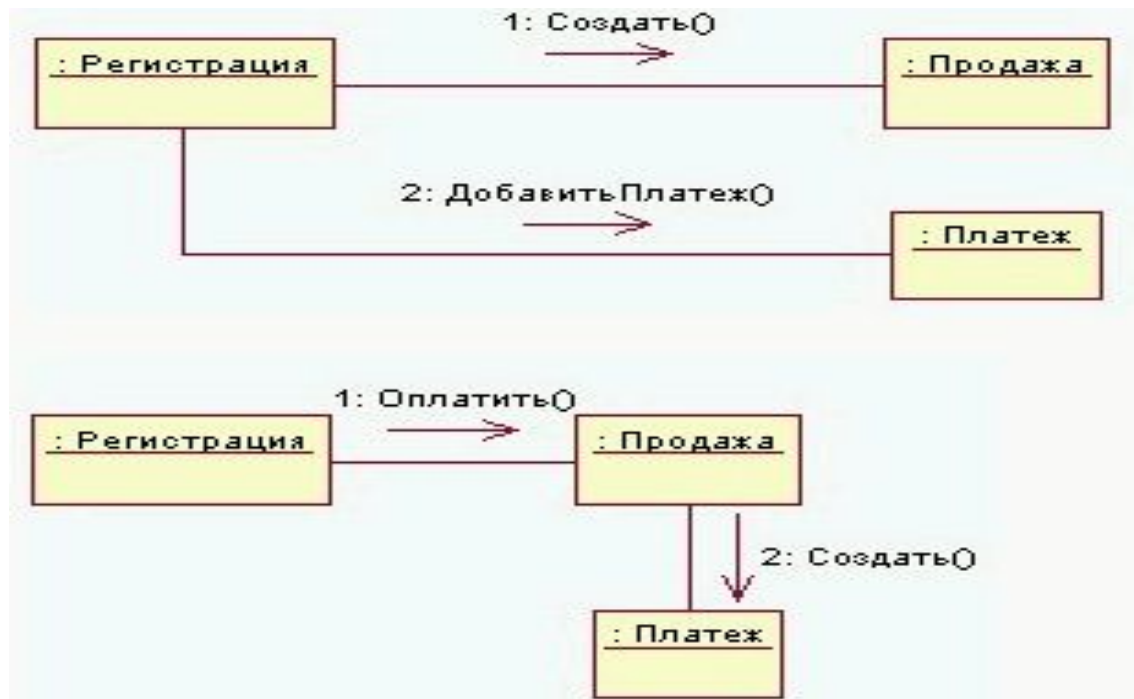 1: Создать()
: Регистрация
: Продажа
2: ДобавитьПлатеж()
: Платеж
1: Оплатить()
: Регистрация
: Продажа
2: Создать()
: Платеж